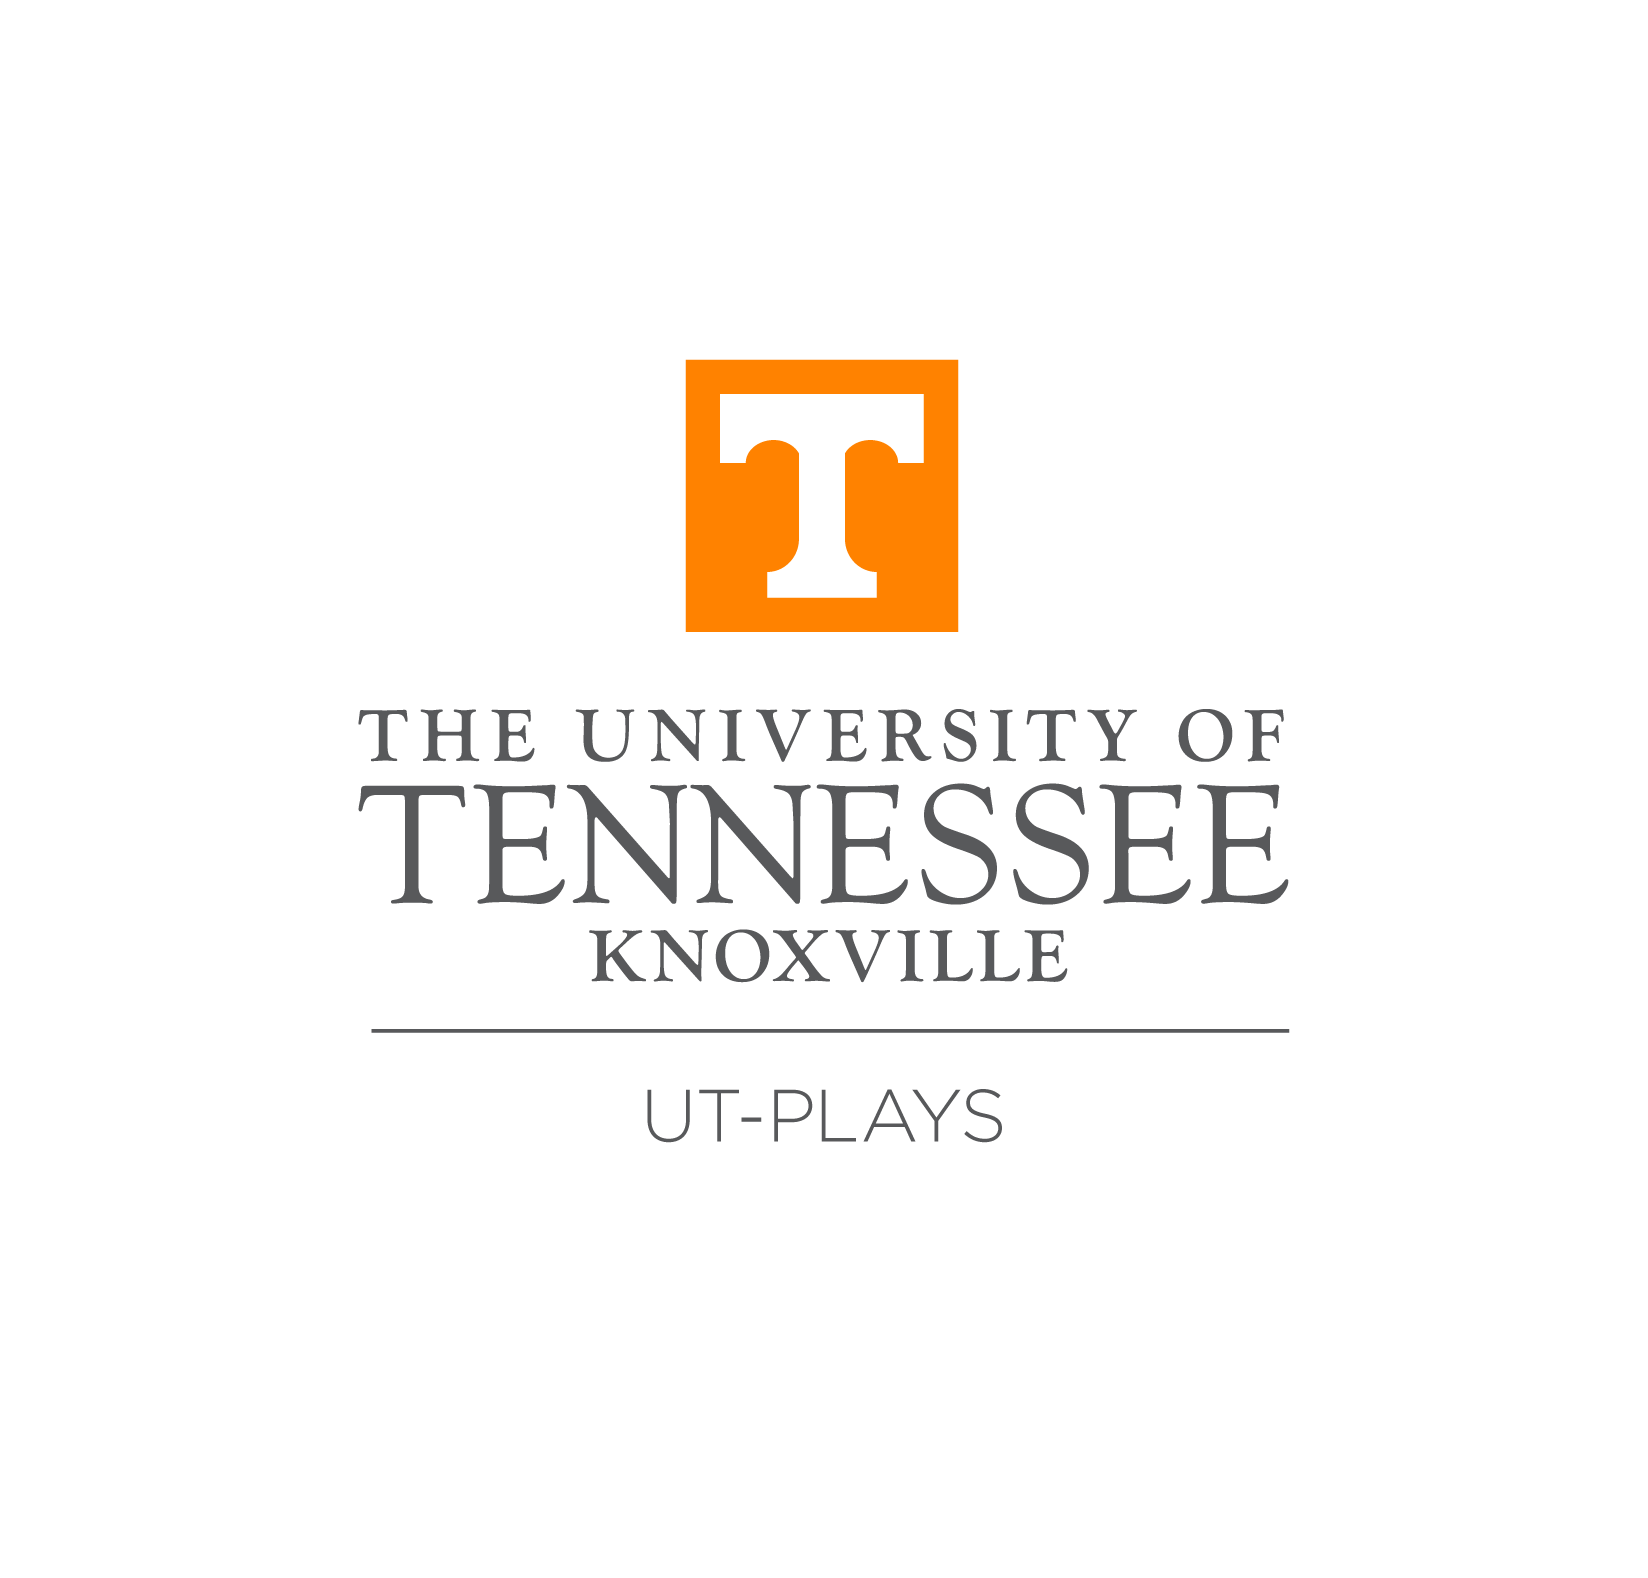 T
THE UNIVERSITY OF
TENNESSEE
KNOXVILLE
UT-PLAYS